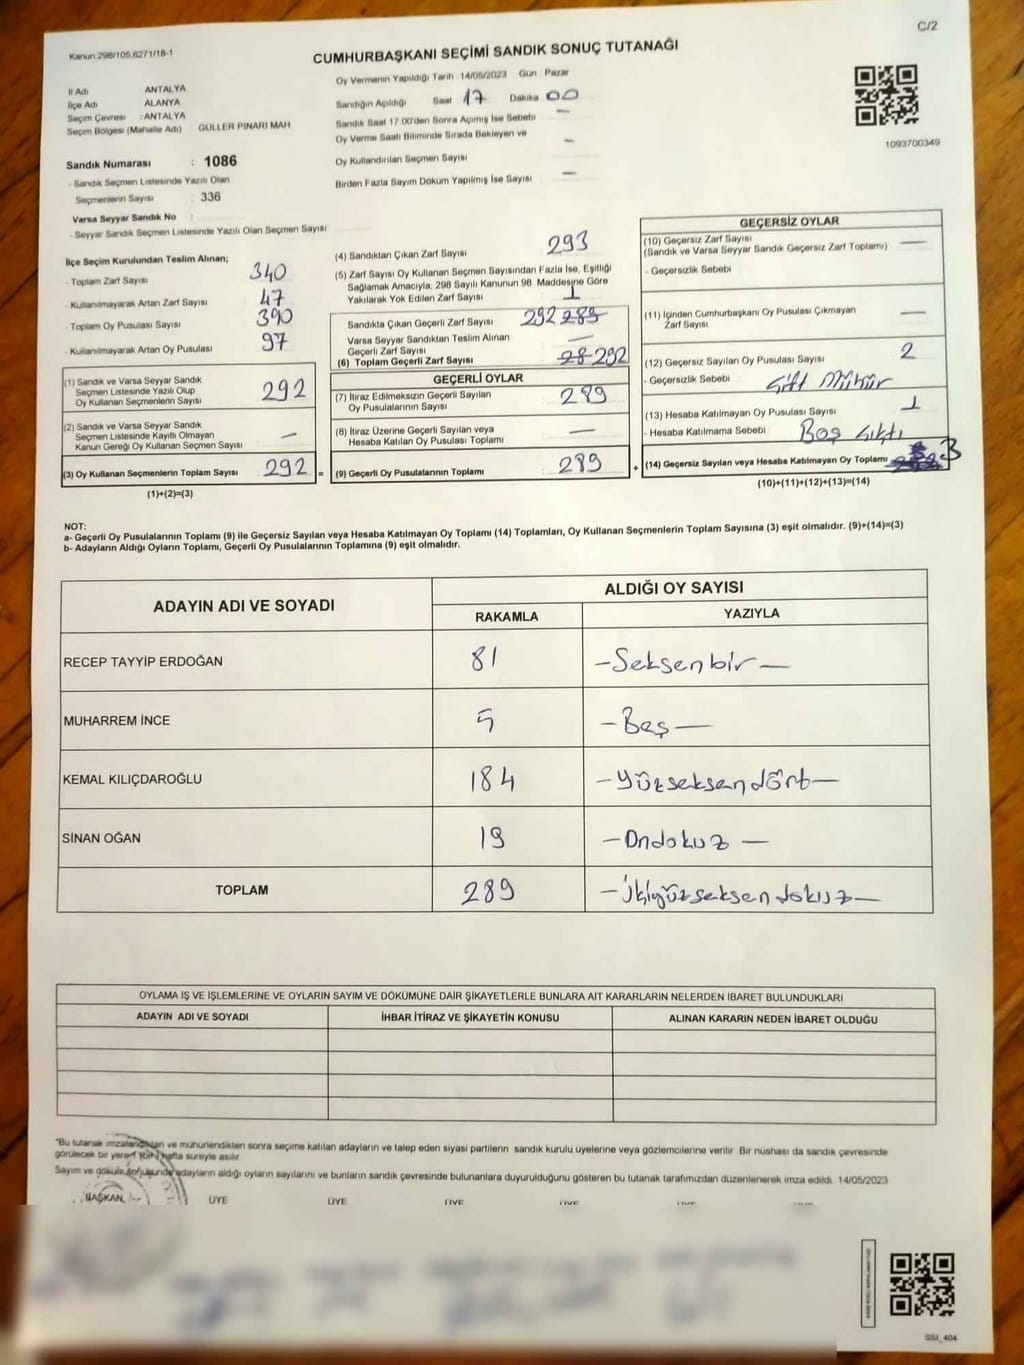 C/2
Kanun:298/105,6271/18-1
CUMHURBAŞKANI SEÇİMİ SANDIK SONUÇ TUTANAĞI
İl Adı ANTALYA
İlçe Adı ALANYA
Seçim Çevresi : ANTALYA
Seçim Bölgesi (Mahalle Adı) GÜLLER PINARI MAH
Sandık Numarası : 1086
- Sandık Seçmen Listesinde Yazılı Olan
Seçmenlerin Sayısı : 336
Varsa Seyyar Sandık No :
- Seyyar Sandık Seçmen Listesinde Yazılı Olan Seçmen Sayısı
Oy Vermenin Yapıldığı Tarih 14/05/2023 Gün : Pazar
Sandığın Açıldığı Saat 17 Dakika 00
Sandık Saat 17:00'den Sonra Açımış İse Sebebi —
Oy Verme Saati Bitiminde Sırada Bekleyen ve
Oy Kullandırılan Seçmen Sayısı —
Birden Fazla Sayım Döküm Yapılmış İse Sayısı —
1093700349
İlçe Seçim Kurulundan Teslim Alınan;
- Toplam Zarf Sayısı 340
- Kullanılmayarak Artan Zarf Sayısı 47
- Toplam Oy Pusulası Sayısı 390
- Kullanılmayarak Artan Oy Pusulası 97
(1) Sandık ve Varsa Seyyar Sandık
Seçmen Listesinde Yazılı Olup
Oy Kullanan Seçmenlerin Sayısı 292
(2) Sandık ve Varsa Seyyar Sandık
Seçmen Listesinde Kayıtlı Olmayan
Kanun Gereği Oy Kullanan Seçmen Sayısı —
(3) Oy Kullanan Seçmenlerin Toplam Sayısı 292 =
(1)+(2)=(3)
(4) Sandıktan Çıkan Zarf Sayısı 293
(5) Zarf Sayısı Oy Kullanan Seçmen Sayısından Fazla İse, Eşitliği
Sağlamak Amacıyla, 298 Sayılı Kanunun 98. Maddesine Göre
Yakılarak Yok Edilen Zarf Sayısı 1
Sandıkta Çıkan Geçerli Zarf Sayısı 292 289
Varsa Seyyar Sandıktan Teslim Alınan
Geçerli Zarf Sayısı —
(6) Toplam Geçerli Zarf Sayısı 28 292
GEÇERLİ OYLAR
(7) İtiraz Edilmeksizin Geçerli Sayılan
Oy Pusulalarının Sayısı 289
(8) İtiraz Üzerine Geçerli Sayılan veya
Hesaba Katılan Oy Pusulası Toplamı —
(9) Geçerli Oy Pusulalarının Toplamı 289 +
GEÇERSİZ OYLAR
(10) Geçersiz Zarf Sayısı —
(Sandık ve Varsa Seyyar Sandık Geçersiz Zarf Toplamı)
- Geçersizlik Sebebi
(11) İçinden Cumhurbaşkanı Oy Pusulası Çıkmayan
Zarf Sayısı —
(12) Geçersiz Sayılan Oy Pusulası Sayısı 2
- Geçersizlik Sebebi Çift Mühür
(13) Hesaba Katılmayan Oy Pusulası Sayısı 1
- Hesaba Katılmama Sebebi Boş Çıktı
(14) Geçersiz Sayılan veya Hesaba Katılmayan Oy Toplamı 3
(10)+(11)+(12)+(13)=(14)
NOT:
a- Geçerli Oy Pusulalarının Toplamı (9) ile Geçersiz Sayılan veya Hesaba Katılmayan Oy Toplamı (14) Toplamları, Oy Kullanan Seçmenlerin Toplam Sayısına (3) eşit olmalıdır. (9)+(14)=(3)
b- Adayların Aldığı Oyların Toplamı, Geçerli Oy Pusulalarının Toplamına (9) eşit olmalıdır.
ADAYIN ADI VE SOYADI ALDIĞI OY SAYISI
RAKAMLA YAZIYLA
RECEP TAYYİP ERDOĞAN 81 —Seksenbir—
MUHARREM İNCE 5 —Beş—
KEMAL KILIÇDAROĞLU 184 —Yüzseksendört—
SİNAN OĞAN 19 —Ondokuz—
TOPLAM 289 —İkiyüzseksendokuz—
OYLAMA İŞ VE İŞLEMLERİNE VE OYLARIN SAYIM VE DÖKÜMÜNE DAİR ŞİKAYETLERLE BUNLARA AİT KARARLARIN NELERDEN İBARET BULUNDUKLARI
ADAYIN ADI VE SOYADI İHBAR İTİRAZ VE ŞİKAYETİN KONUSU ALINAN KARARIN NEDEN İBARET OLDUĞU
"Bu tutanak imzalandıktan ve mühürlendikten sonra seçime katılan adayların ve talep eden siyasi partilerin sandık kurulu üyelerine veya gözlemcilerine verilir. Bir nushası da sandık çevresinde
görülecek bir yere 1 (bir) hafta süreyle asılır.
Sayım ve döküm sonucunda adayların aldığı oyların sayılarını ve bunların sandık çevresinde bulunanlara duyurulduğunu gösteren bu tutanak tarafımızdan düzenlenerek imza edildi. 14/05/2023
BAŞKAN ÜYE ÜYE ÜYE ÜYE ÜYE ÜYE
SSI_404